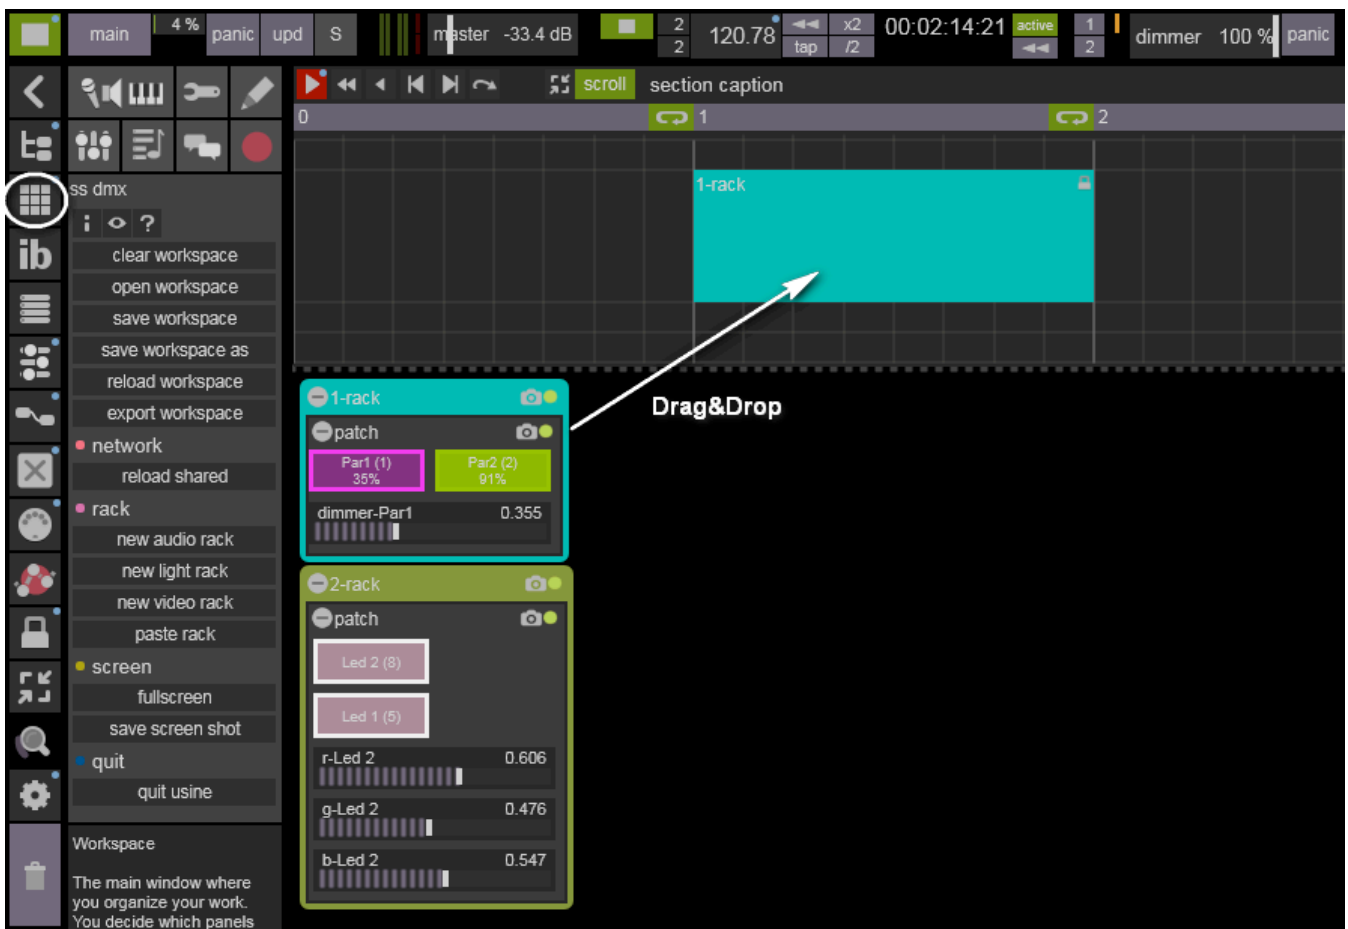 main
4 %
panic
upd
S
master -33.4 dB
2
2
120.78
tap
x2
/2
00:02:14:21
active
1
2
dimmer 100 %
panic
scroll
section caption
0
1
2
ss dmx
i
?
ib
clear workspace
open workspace
save workspace
save workspace as
reload workspace
export workspace
network
reload shared
rack
new audio rack
new light rack
new video rack
paste rack
screen
fullscreen
save screen shot
quit
quit usine
Workspace
The main window where
you organize your work.
You decide which panels
1-rack
Drag&Drop
1-rack
patch
Par1 (1)
35%
Par2 (2)
91%
dimmer-Par1 0.355
2-rack
patch
Led 2 (8)
Led 1 (5)
r-Led 2 0.606
g-Led 2 0.476
b-Led 2 0.547